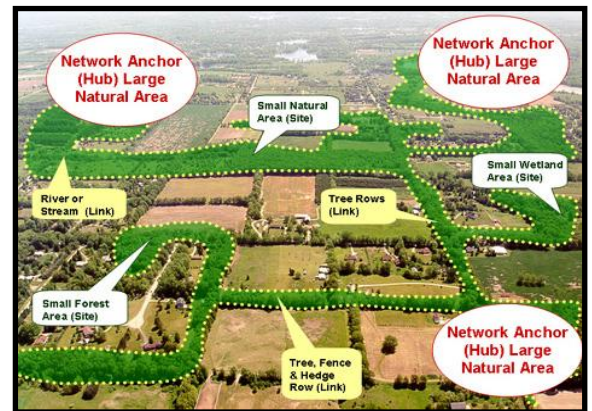 Network Anchor
(Hub) Large
Natural Area
Network Anchor
(Hub) Large
Natural Area
Small Natural
Area (Site)
Small Wetland
Area (Site)
River or
Stream (Link)
Tree Rows
(Link)
Small Forest
Area (Site)
Tree, Fence
& Hedge
Row (Link)
Network Anchor
(Hub) Large
Natural Area